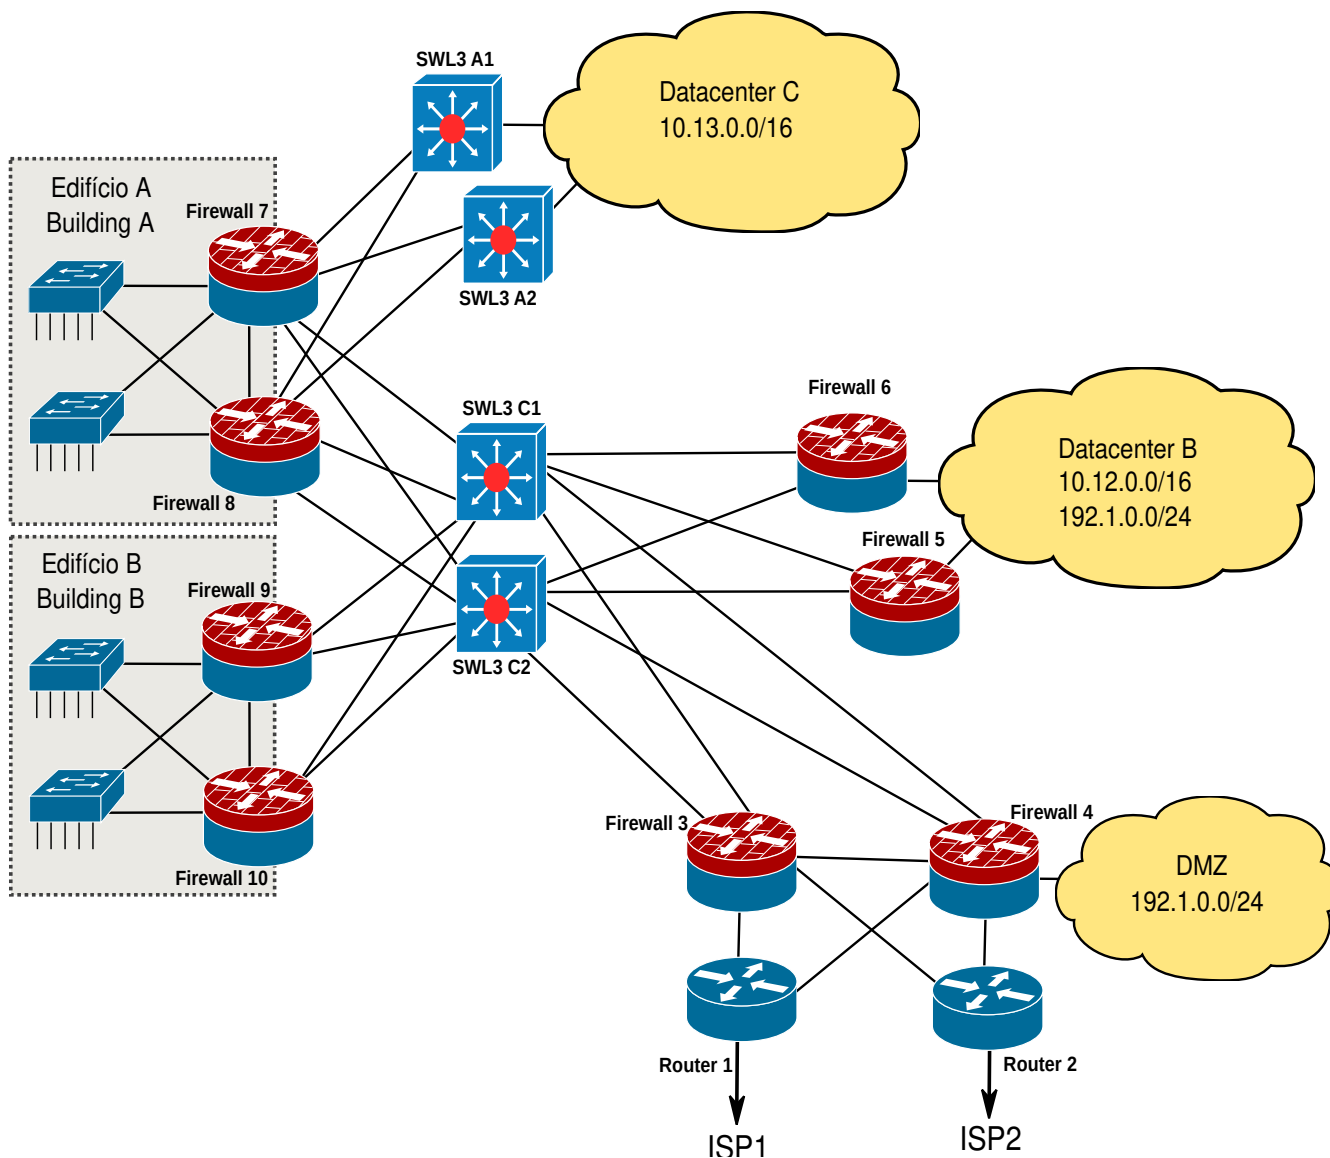 SWL3 A1
Datacenter C
10.13.0.0/16
Edifício A
Building A
Firewall 7
SWL3 A2
Firewall 8
SWL3 C1
Firewall 6
Datacenter B
10.12.0.0/16
192.1.0.0/24
Firewall 5
Edifício B
Building B
Firewall 9
SWL3 C2
Firewall 10
Firewall 3
Firewall 4
DMZ
192.1.0.0/24
Router 1
Router 2
ISP1
ISP2